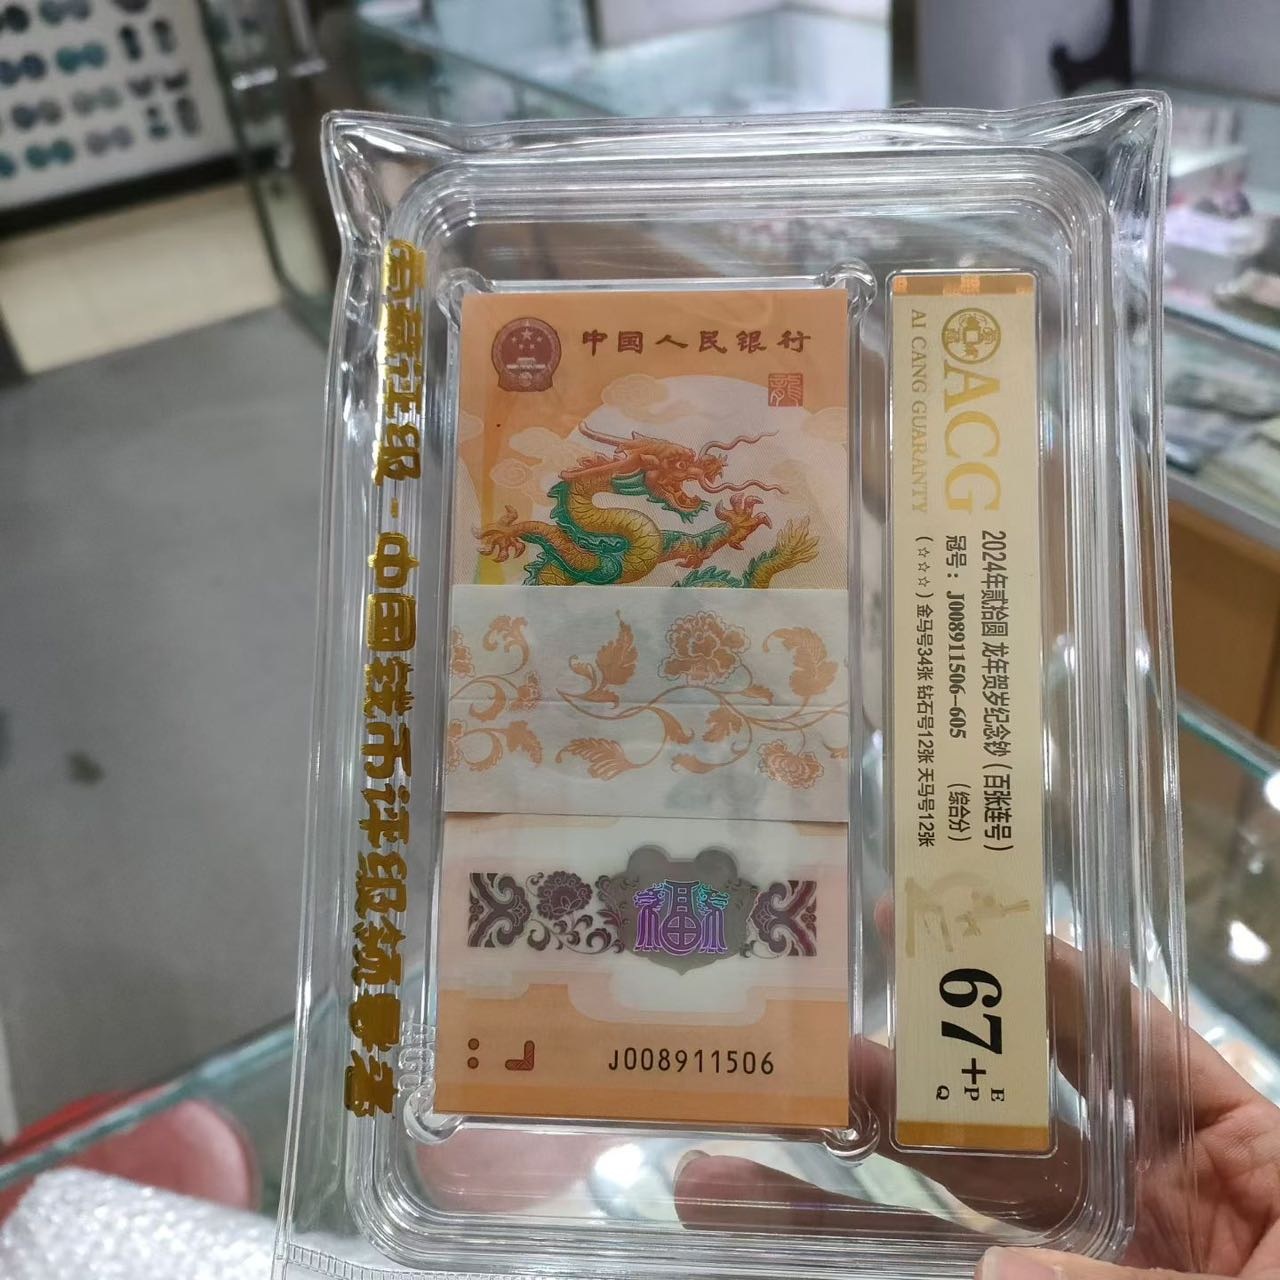 中国人民银行
J008911506
ACG
AI CANG GUARANTY
2024年贰拾圆 龙年贺岁纪念钞（百张连号）
冠号：J008911506-605 （综合分）
（☆☆☆）金马号34张 钻石号12张 天马号12张
67+
E
P
Q
中国钱币评级领导者